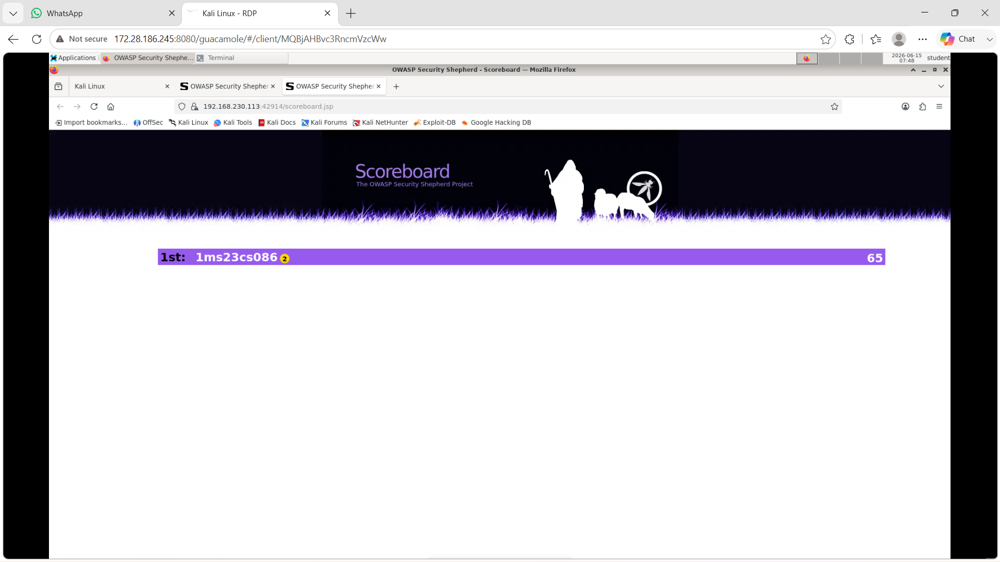 WhatsApp
Kali Linux - RDP
Not secure 172.28.186.245:8080/guacamole/#/client/MQBjAHBvc3RncmVzcWw
Chat
Applications OWASP Security Shephe... Terminal 2026-06-15 07:48 student
OWASP Security Shepherd - Scoreboard — Mozilla Firefox
Kali Linux OWASP Security Shepher OWASP Security Shepher
192.168.230.113:42914/scoreboard.jsp
Import bookmarks... OffSec Kali Linux Kali Tools Kali Docs Kali Forums Kali NetHunter Exploit-DB Google Hacking DB
Scoreboard
The OWASP Security Shepherd Project
1st: 1ms23cs086 2 65